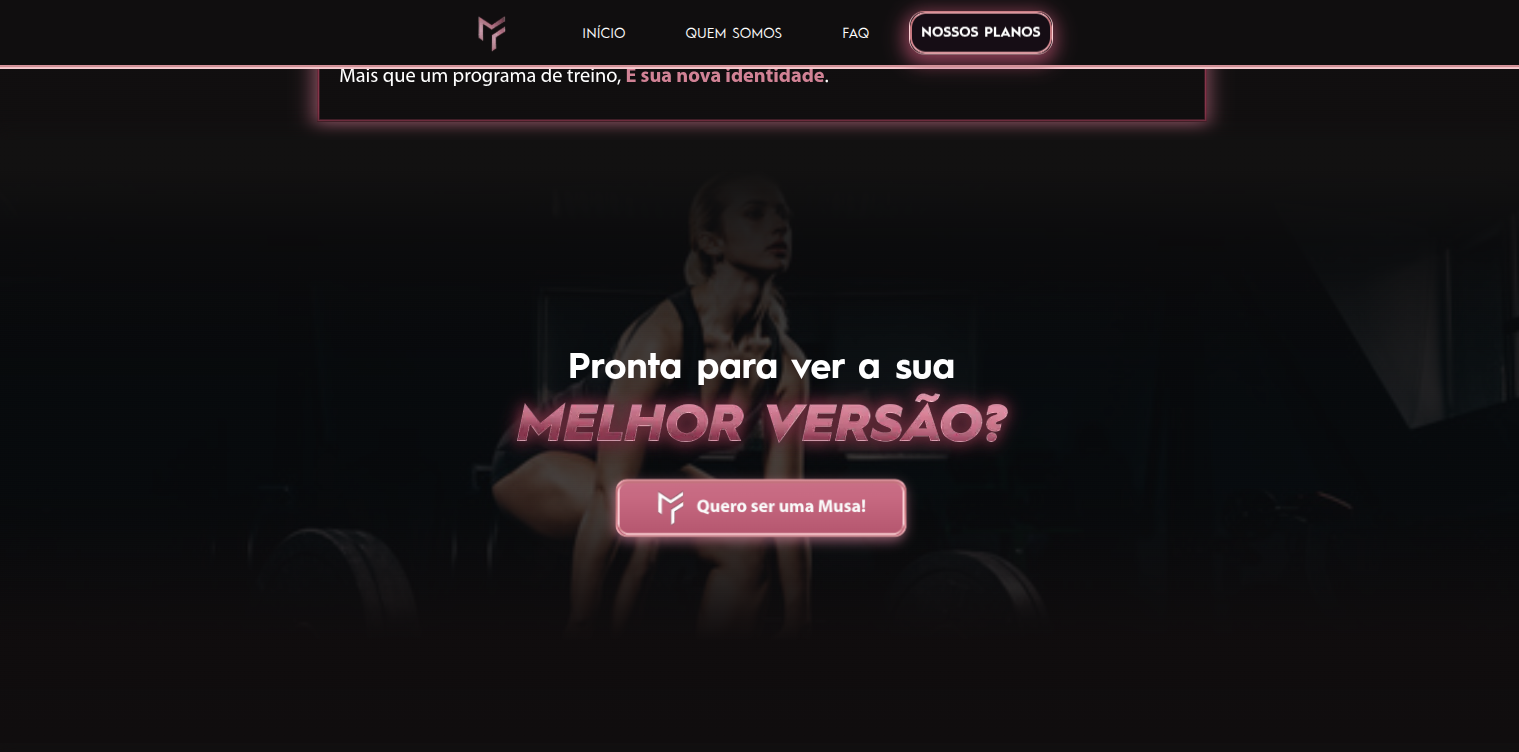 INÍCIO QUEM SOMOS FAQ NOSSOS PLANOS
Mais que um programa de treino, É sua nova identidade.
Pronta para ver a sua
MELHOR VERSÃO?
Quero ser uma Musa!